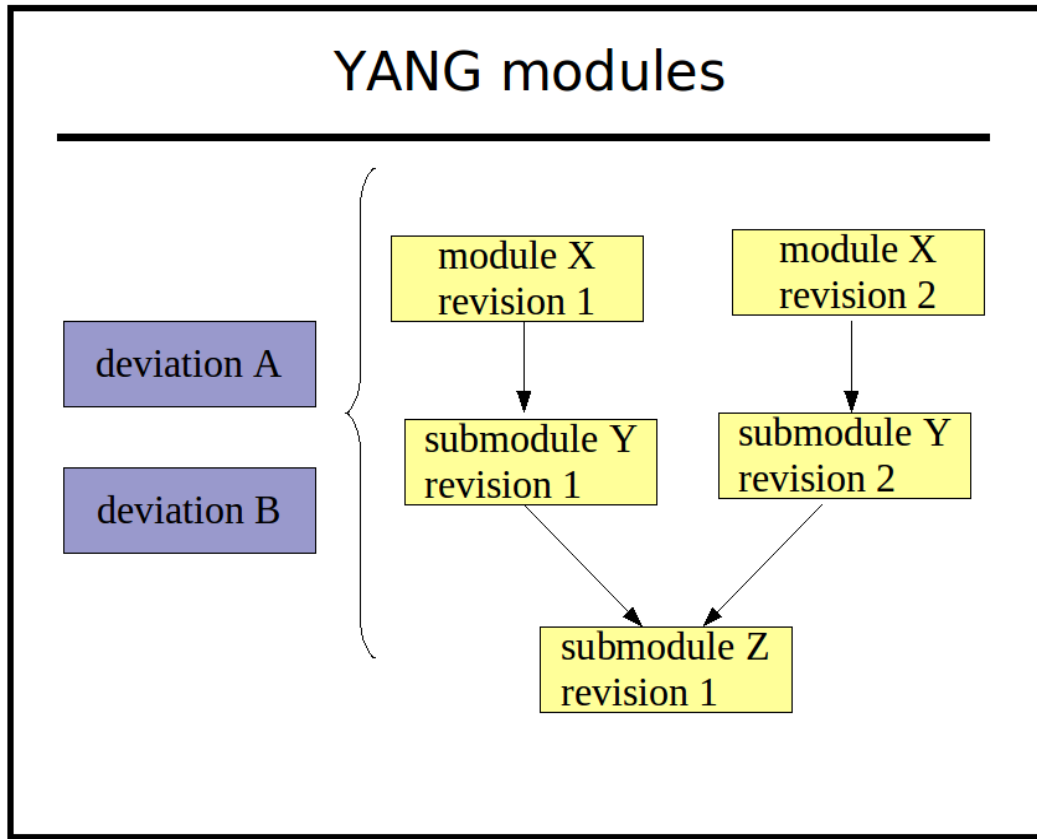 YANG modules
module X
revision 1
module X
revision 2
deviation A
submodule Y
revision 1
submodule Y
revision 2
deviation B
submodule Z
revision 1